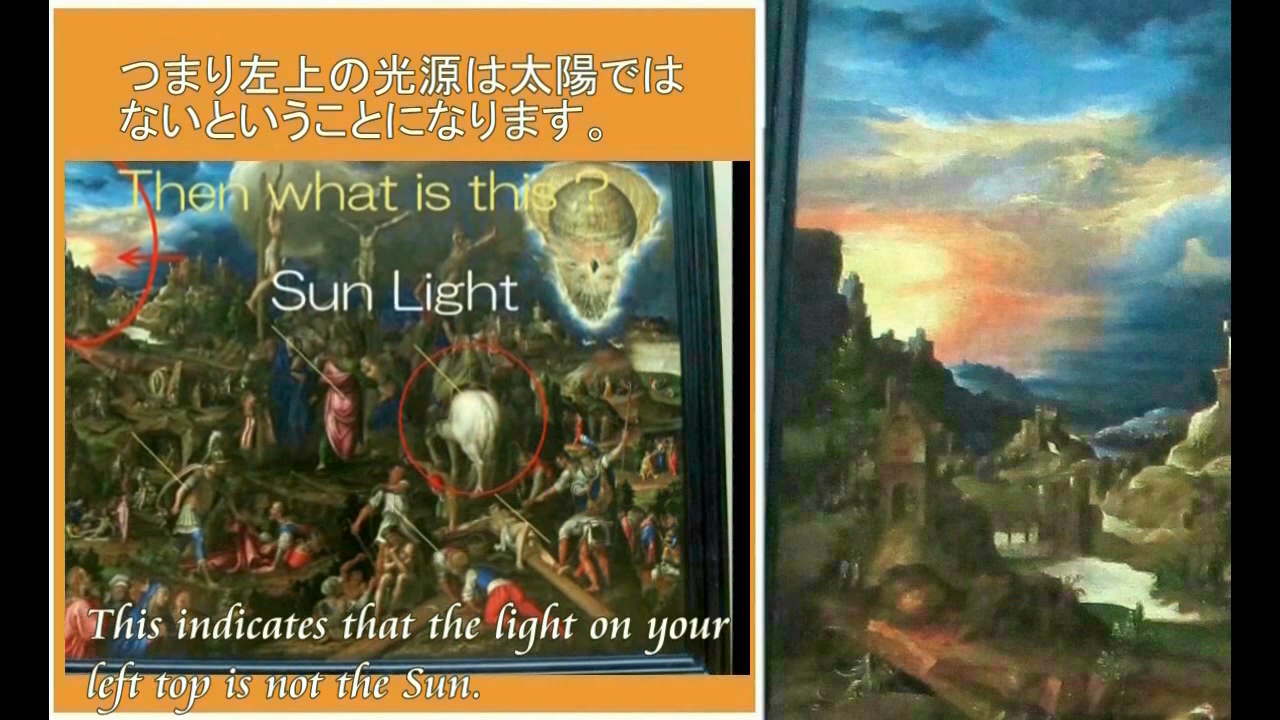 つまり左上の光源は太陽では
ないということになります。
Then what is this ?
Sun Light
This indicates that the light on your
left top is not the Sun.